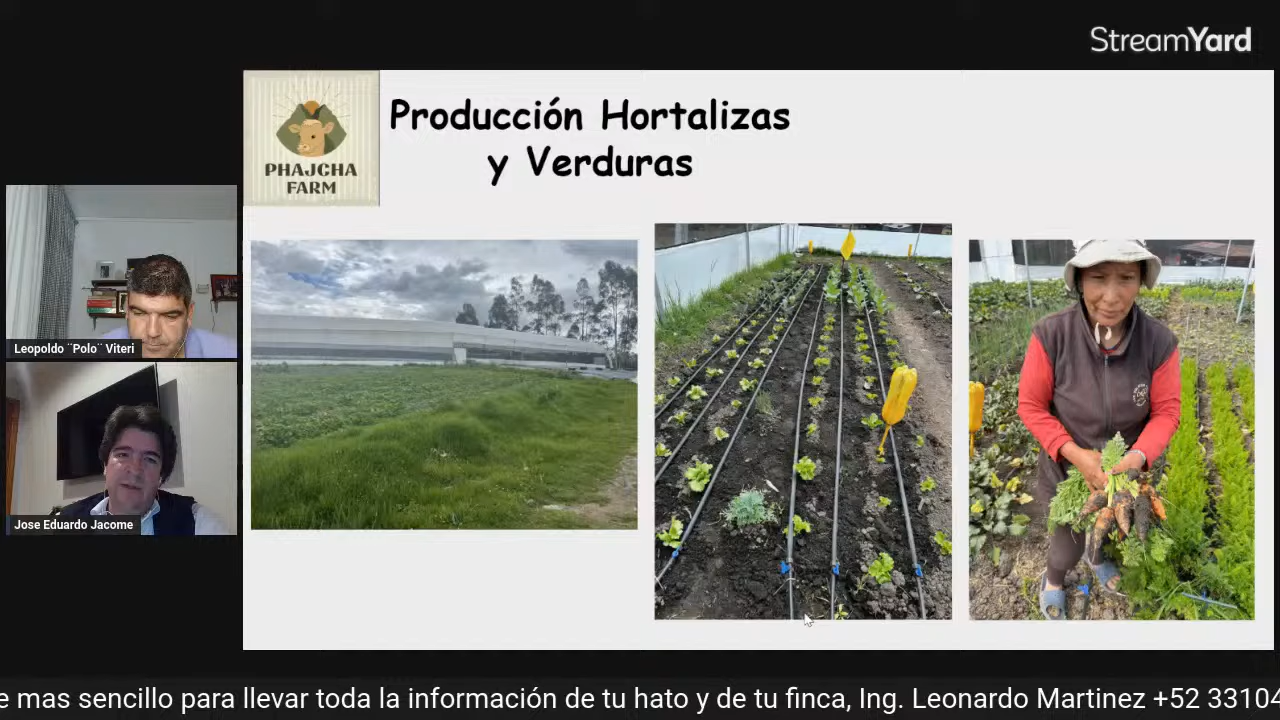 StreamYard
PHAJCHA
FARM
Producción Hortalizas
y Verduras
Leopoldo ¨Polo¨ Viteri
Jose Eduardo Jacome
e mas sencillo para llevar toda la información de tu hato y de tu finca, Ing. Leonardo Martinez +52 33104